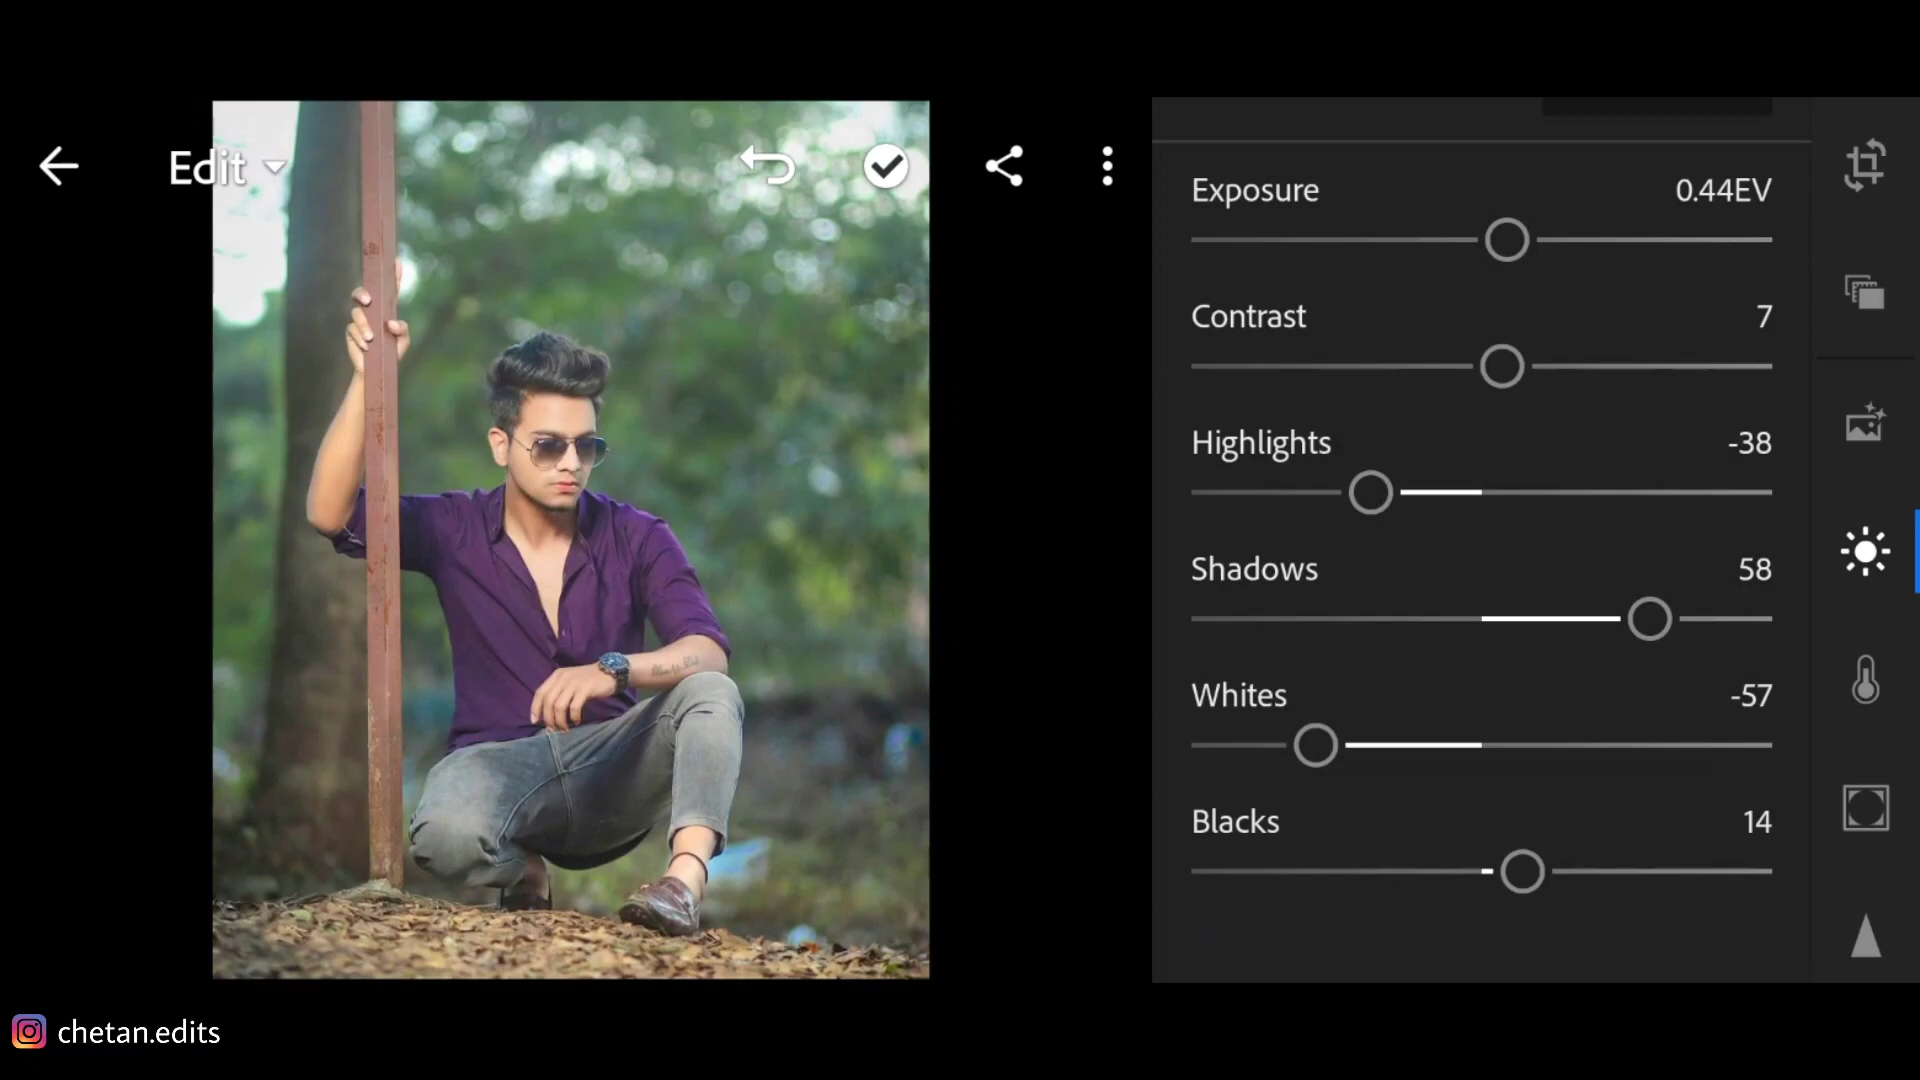 Edit
Exposure 0.44EV
Contrast 7
Highlights -38
Shadows 58
Whites -57
Blacks 14
chetan.edits